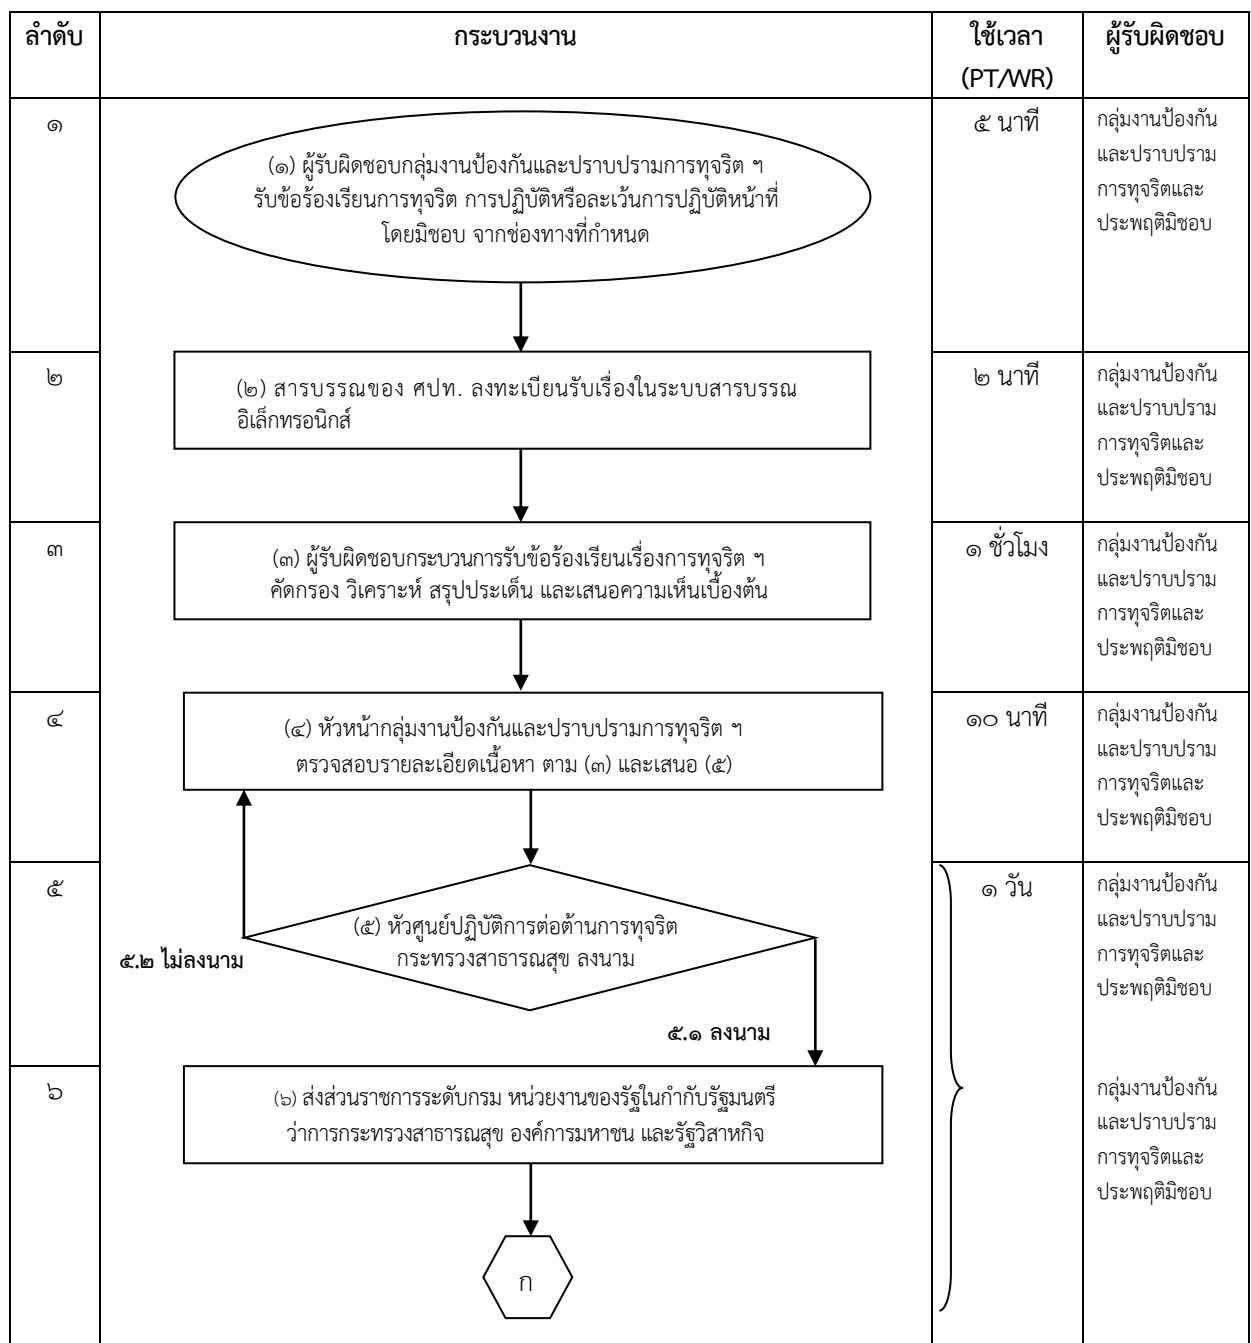 ลำดับ
กระบวนงาน
ใช้เวลา
(PT/WR)
ผู้รับผิดชอบ
๑
(๑) ผู้รับผิดชอบกลุ่มงานป้องกันและปราบปรามการทุจริต ฯ
รับข้อร้องเรียนการทุจริต การปฏิบัติหรือละเว้นการปฏิบัติหน้าที่
โดยมิชอบ จากช่องทางที่กำหนด
๕ นาที
กลุ่มงานป้องกัน
และปราบปราม
การทุจริตและ
ประพฤติมิชอบ
๒
(๒) สารบรรณของ ศปท. ลงทะเบียนรับเรื่องในระบบสารบรรณ
อิเล็กทรอนิกส์
๒ นาที
กลุ่มงานป้องกัน
และปราบปราม
การทุจริตและ
ประพฤติมิชอบ
๓
(๓) ผู้รับผิดชอบกระบวนการรับข้อร้องเรียนเรื่องการทุจริต ฯ
คัดกรอง วิเคราะห์ สรุปประเด็น และเสนอความเห็นเบื้องต้น
๑ ชั่วโมง
กลุ่มงานป้องกัน
และปราบปราม
การทุจริตและ
ประพฤติมิชอบ
๔
(๔) หัวหน้ากลุ่มงานป้องกันและปราบปรามการทุจริต ฯ
ตรวจสอบรายละเอียดเนื้อหา ตาม (๓) และเสนอ (๕)
๑๐ นาที
กลุ่มงานป้องกัน
และปราบปราม
การทุจริตและ
ประพฤติมิชอบ
๕
(๕) หัวศูนย์ปฏิบัติการต่อต้านการทุจริต
กระทรวงสาธารณสุข ลงนาม
๕.๒ ไม่ลงนาม
๕.๑ ลงนาม
๑ วัน
กลุ่มงานป้องกัน
และปราบปราม
การทุจริตและ
ประพฤติมิชอบ
๖
(๖) ส่งส่วนราชการระดับกรม หน่วยงานของรัฐในกำกับรัฐมนตรี
ว่าการกระทรวงสาธารณสุข องค์การมหาชน และรัฐวิสาหกิจ
กลุ่มงานป้องกัน
และปราบปราม
การทุจริตและ
ประพฤติมิชอบ
ก